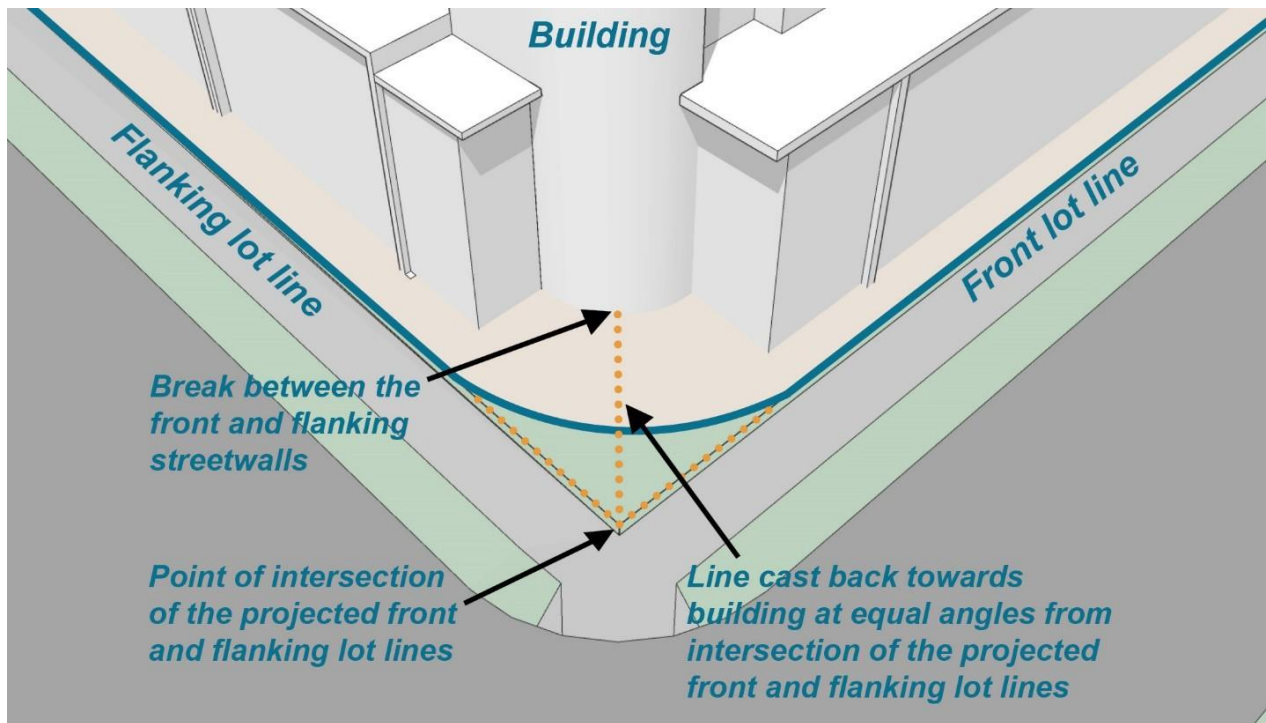 Building
Flanking lot line
Front lot line
Break between the
front and flanking
streetwalls
Point of intersection
of the projected front
and flanking lot lines
Line cast back towards
building at equal angles from
intersection of the projected
front and flanking lot lines